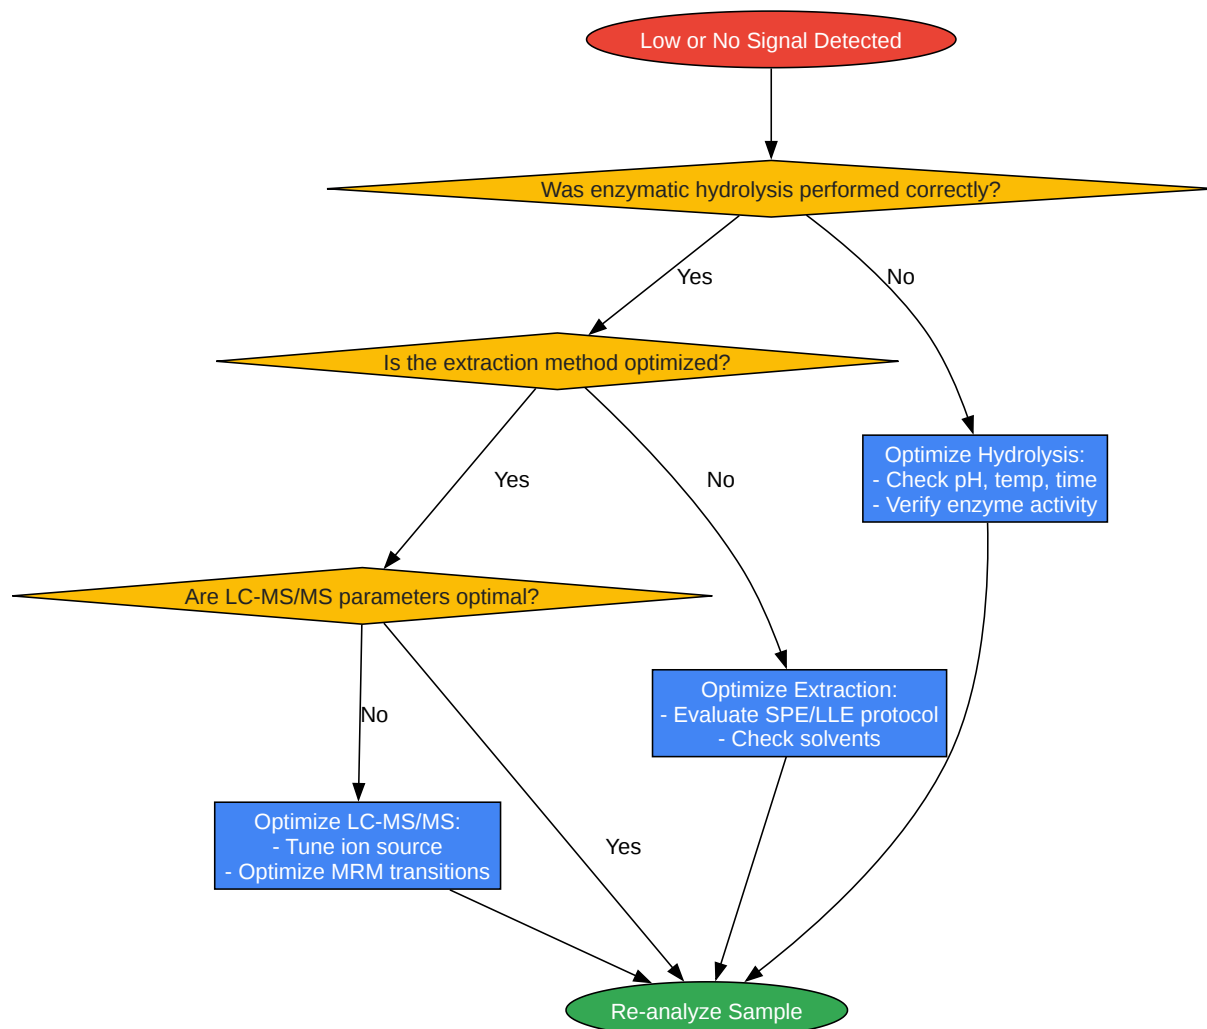 Low or No Signal Detected
Was enzymatic hydrolysis performed correctly?
Yes
No
Is the extraction method optimized?
Optimize Hydrolysis:
- Check pH, temp, time
- Verify enzyme activity
Yes
No
Are LC-MS/MS parameters optimal?
Optimize Extraction:
- Evaluate SPE/LLE protocol
- Check solvents
No
Optimize LC-MS/MS:
- Tune ion source
- Optimize MRM transitions
Yes
Re-analyze Sample